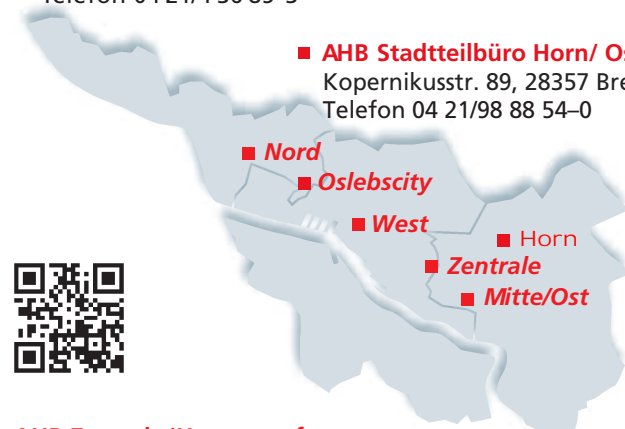 AHB Stadtteilbüro Horn/
Kopernikusstr. 89, 28357
Telefon 04 21/98 88 54–0
Nord
Oslebscity
West
Horn
Zentrale
Mitte/Ost